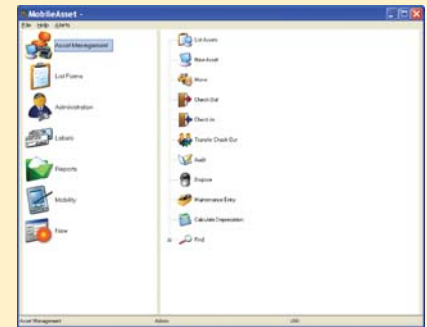 MobileAsset -
File Help Alerts
Asset Management
List Forms
Administration
Labels
Reports
Mobility
New
List Assets
New Asset
Move
Check Out
Check In
Transfer Check Out
Audit
Dispose
Maintenance Entry
Calculate Depreciation
Find
Asset Management Admin